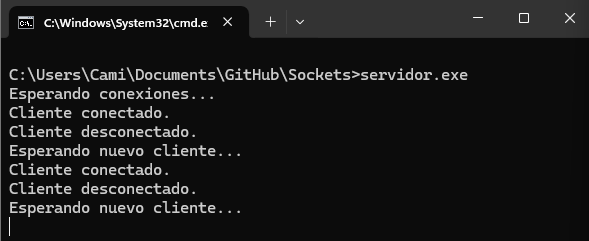 C:\Windows\System32\cmd.e
C:\Users\Cami\Documents\GitHub\Sockets>servidor.exe
Esperando conexiones...
Cliente conectado.
Cliente desconectado.
Esperando nuevo cliente...
Cliente conectado.
Cliente desconectado.
Esperando nuevo cliente...